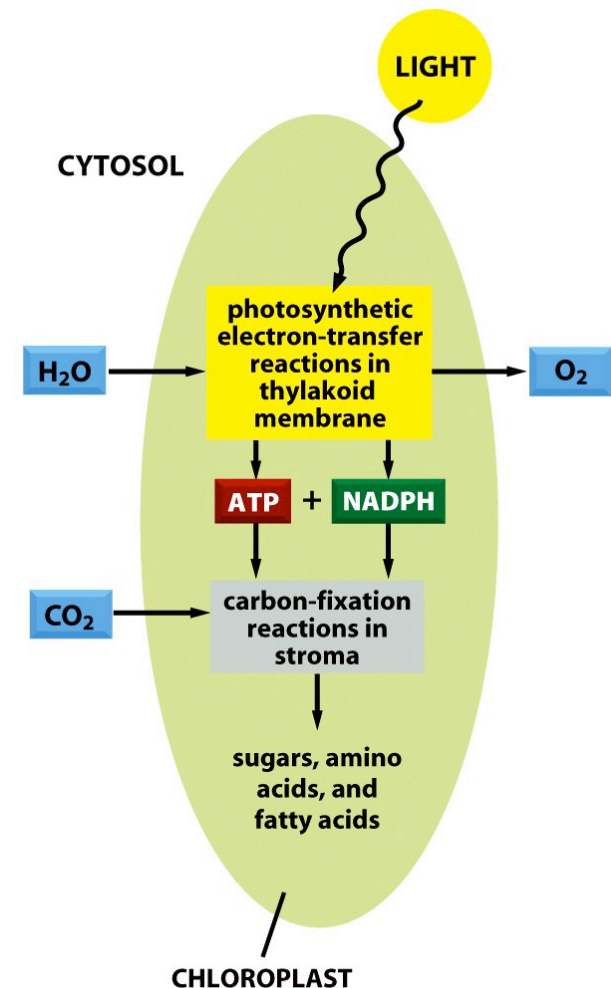 LIGHT
CYTOSOL
photosynthetic
electron-transfer
reactions in
thylakoid
membrane
H₂O
O₂
ATP + NADPH
carbon-fixation
reactions in
stroma
CO₂
sugars, amino
acids, and
fatty acids
CHLOROPLAST